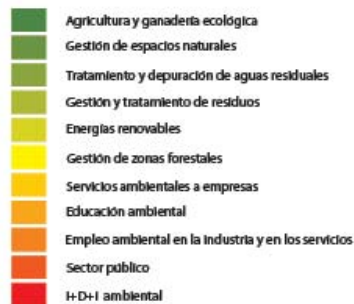 Agricultura y ganadería ecológica
Gestión de espacios naturales
Tratamiento y depuración de aguas residuales
Gestión y tratamiento de residuos
Energías renovables
Gestión de zonas forestales
Servicios ambientales a empresas
Educación ambiental
Empleo ambiental en la industria y en los servicios
Sector público
I+D+I ambiental